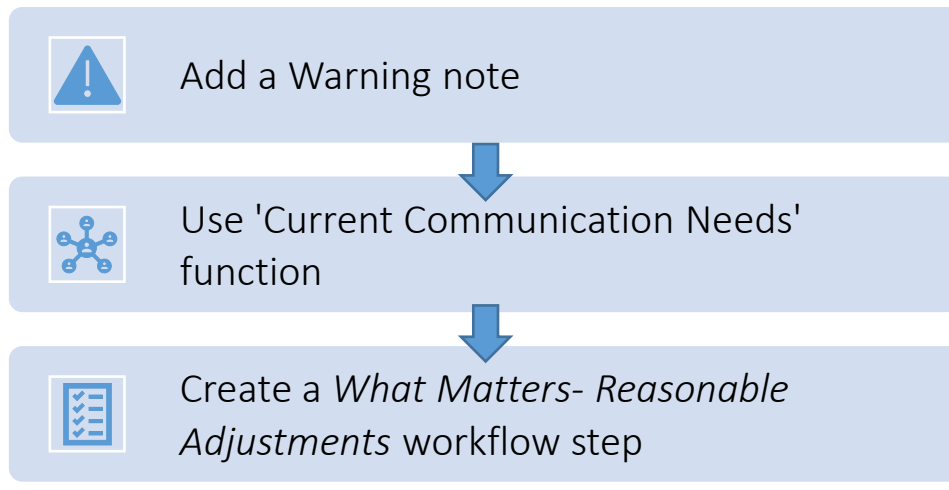 Add a Warning note
Use 'Current Communication Needs'
function
Create a What Matters- Reasonable
Adjustments workflow step